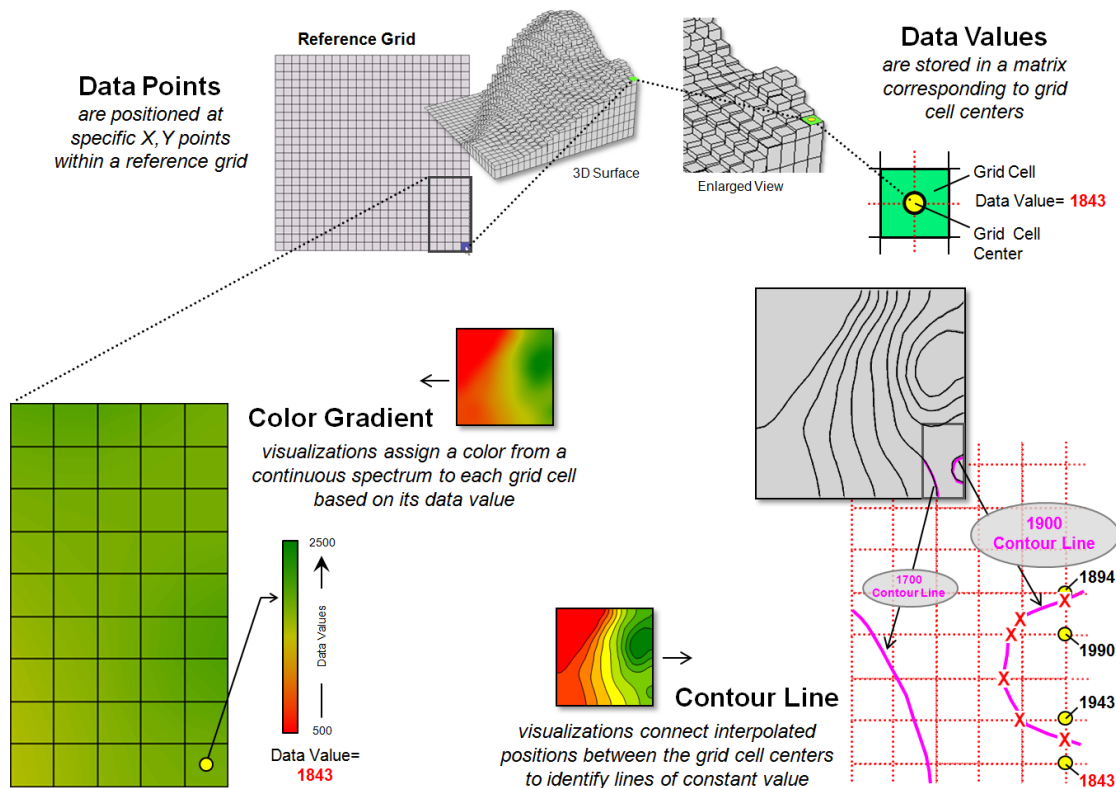 Reference Grid
Data Points
are positioned at
specific X,Y points
within a reference grid
3D Surface
Enlarged View
Data Values
are stored in a matrix
corresponding to grid
cell centers
Grid Cell
Data Value= 1843
Grid Cell
Center
Color Gradient
visualizations assign a color from a
continuous spectrum to each grid cell
based on its data value
2500
Data Values
500
Data Value=
1843
Contour Line
visualizations connect interpolated
positions between the grid cell centers
to identify lines of constant value
1900
Contour Line
1700
Contour Line
1894
X
X
X
1990
X
1943
X
X
1843